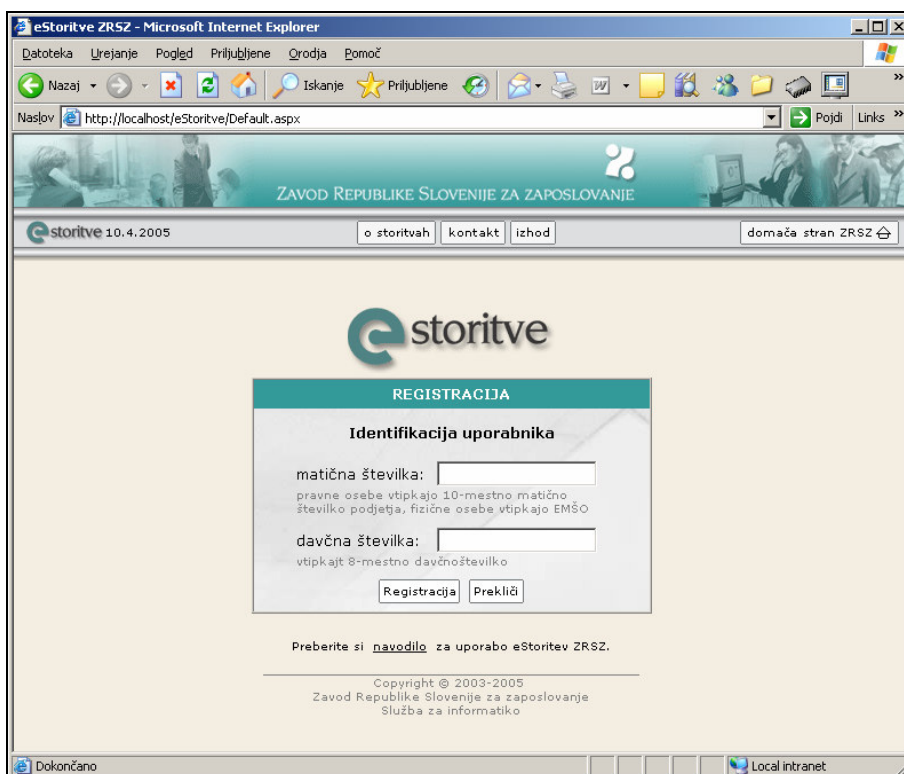 eStoritve ZRSZ - Microsoft Internet Explorer
Datoteka Urejanje Pogled Priljubljene Orodja Pomoč
Nazaj Iskanje Priljubljene »
Naslov http://localhost/eStoritve/Default.aspx Pojdi Links »
ZAVOD REPUBLIKE SLOVENIJE ZA ZAPOSLOVANJE
estoritve 10.4.2005 o storitvah kontakt izhod domača stran ZRSZ
estoritve
REGISTRACIJA
Identifikacija uporabnika
matična številka:
pravne osebe vtipkajo 10-mestno matično
številko podjetja, fizične osebe vtipkajo EMŠO
davčna številka:
vtipkajt 8-mestno davčnoštevilko
Registracija Prekliči
Preberite si navodilo za uporabo eStoritev ZRSZ.
Copyright © 2003-2005
Zavod Republike Slovenije za zaposlovanje
Služba za informatiko
Dokončano Local intranet